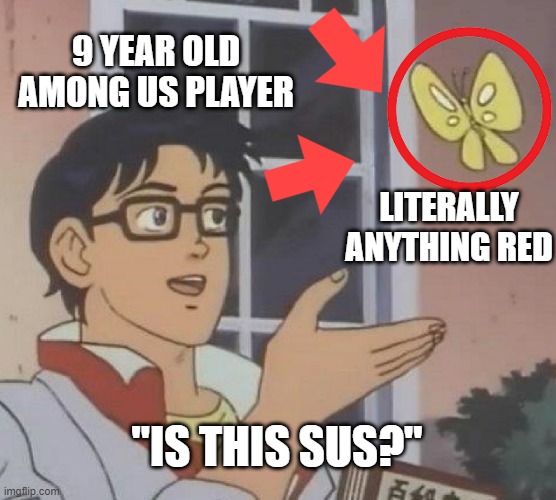 9 YEAR OLD
AMONG US PLAYER
LITERALLY
ANYTHING RED
"IS THIS SUS?"
imgflip.com